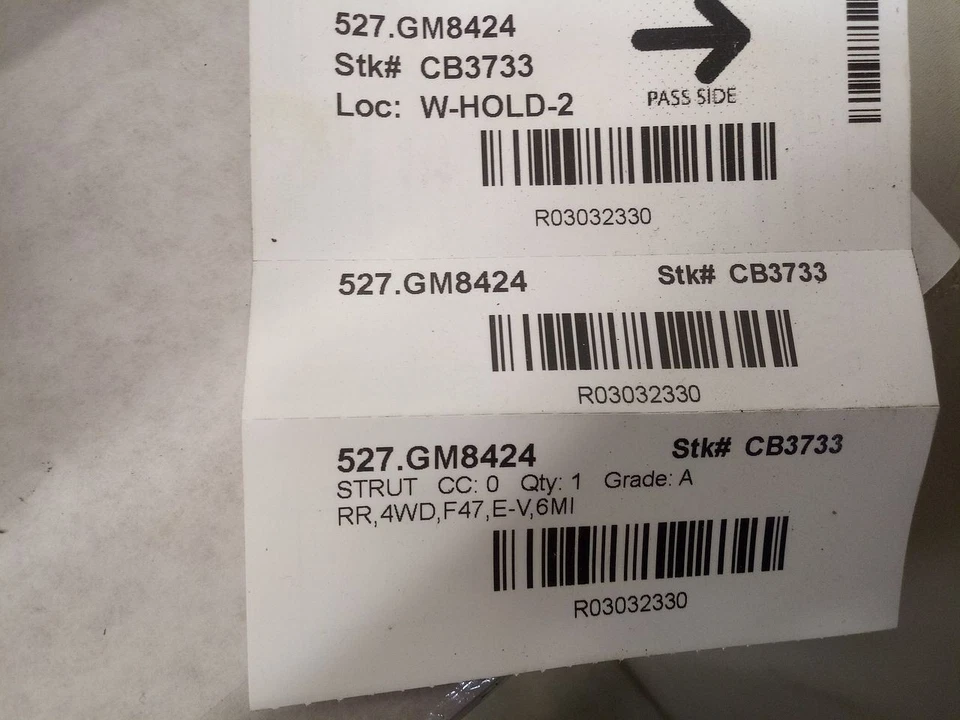 527.GM8424
Stk# CB3733
Loc: W-HOLD-2
PASS SIDE
R03032330
527.GM8424 Stk# CB3733
R03032330
527.GM8424 Stk# CB3733
STRUT CC: 0 Qty: 1 Grade: A
RR,4WD,F47,E-V,6MI
R03032330